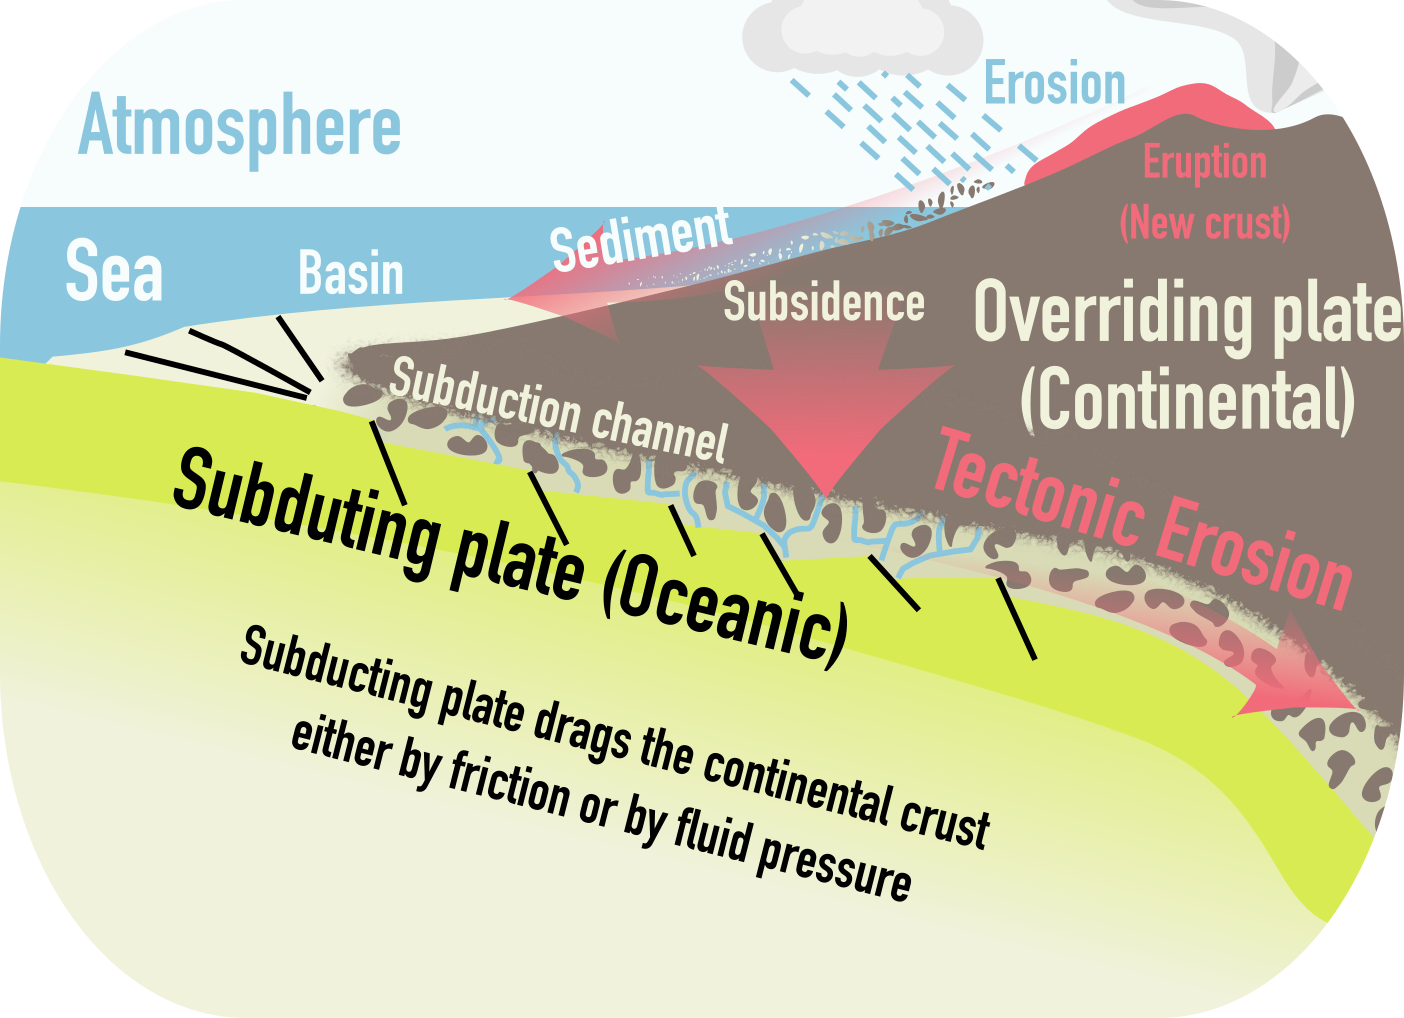 Atmosphere
Erosion
Eruption
(New crust)
Sea
Basin
Sediment
Subsidence
Overriding plate
(Continental)
Subduction channel
Tectonic Erosion
Subduting plate (Oceanic)
Subducting plate drags the continental crust
either by friction or by fluid pressure